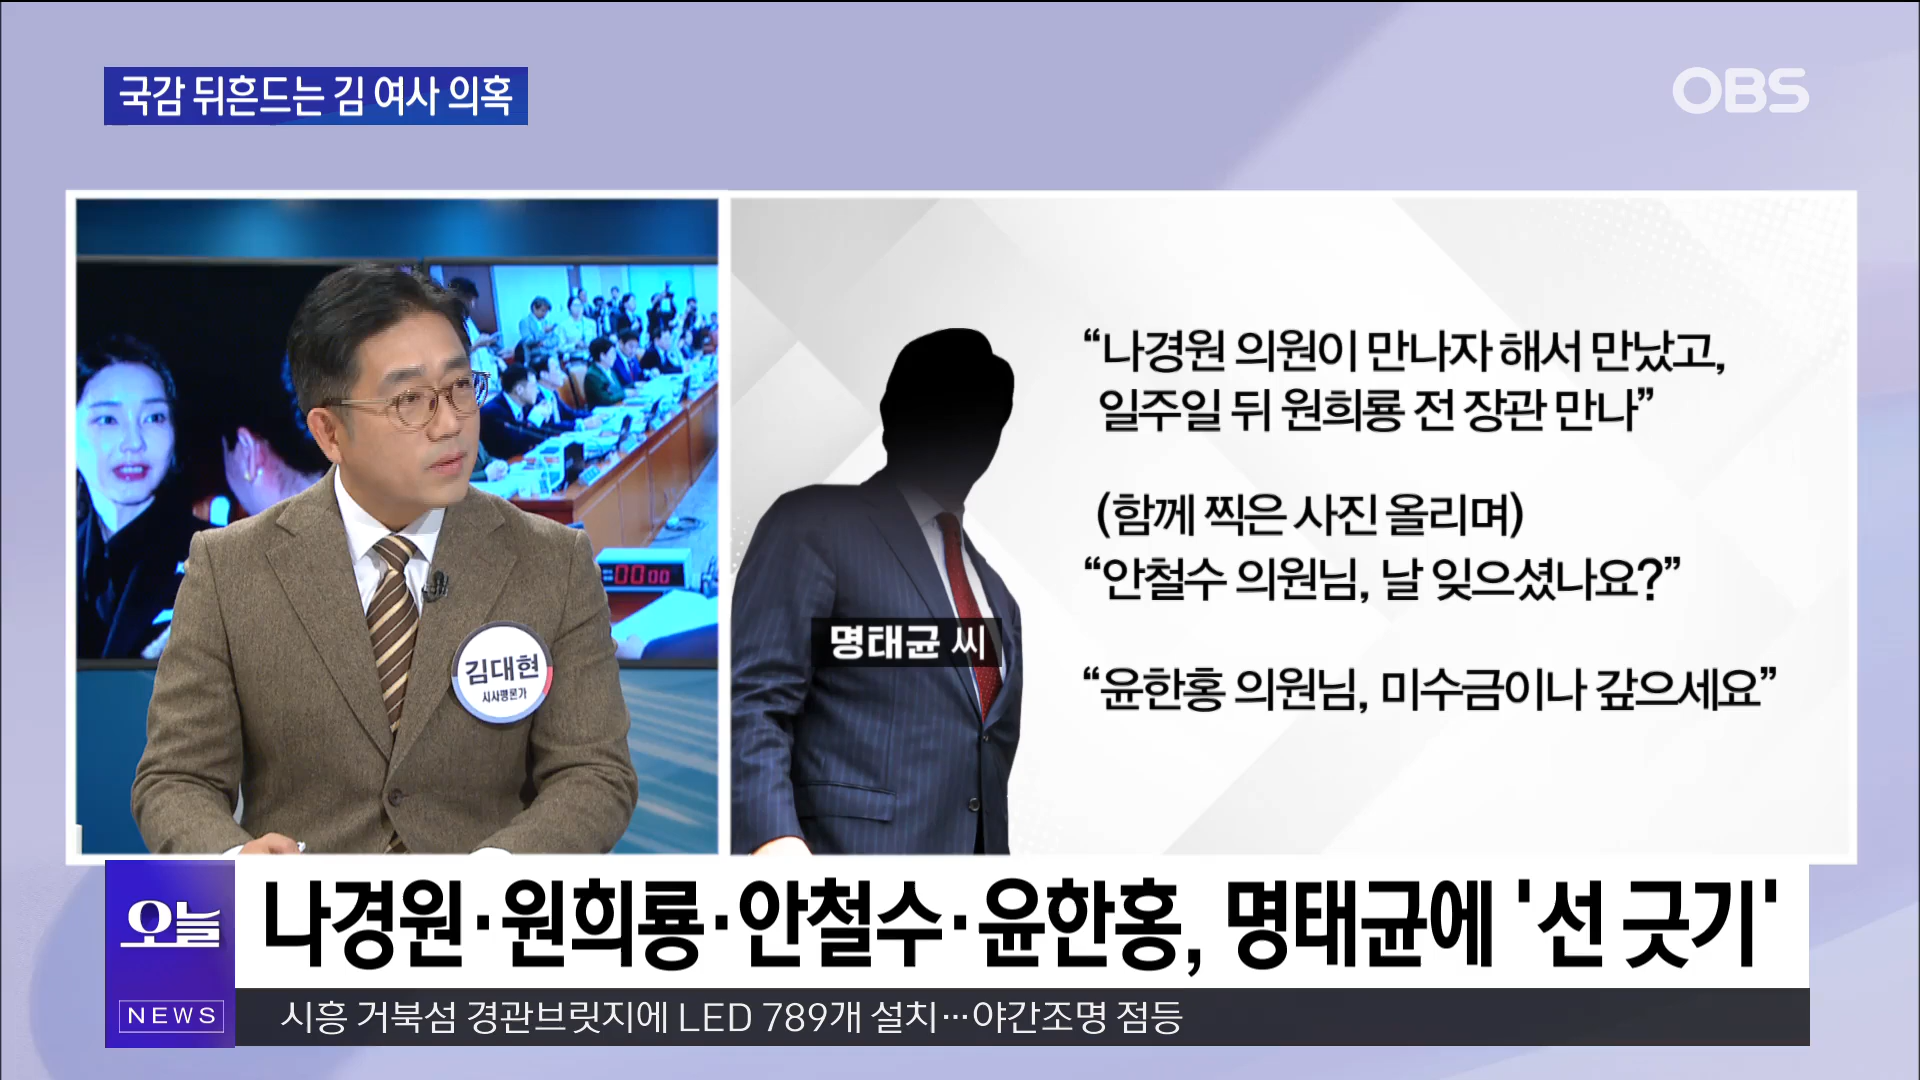 국감 뒤흔드는 김 여사 의혹
OBS
“나경원 의원이 만나자 해서 만났고,
일주일 뒤 원희룡 전 장관 만나”
(함께 찍은 사진 올리며)
“안철수 의원님, 날 잊으셨나요?”
명태균 씨
“윤한홍 의원님, 미수금이나 갚으세요”
김대현
시사평론가
00 00
오늘
NEWS
나경원·원희룡·안철수·윤한홍, 명태균에 '선 긋기'
시흥 거북섬 경관브릿지에 LED 789개 설치…야간조명 점등